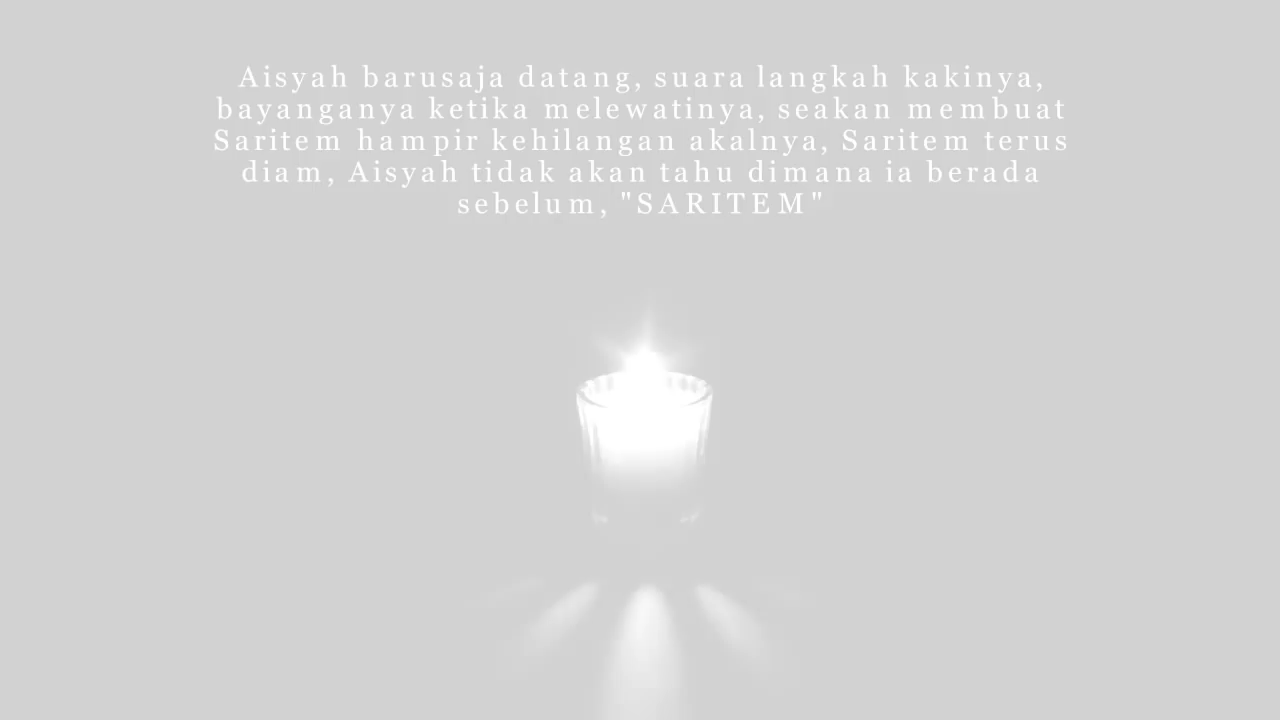 Aisyah barusaja datang, suara langkah kakinya,
bayanganya ketika melewatinya, seakan membuat
Saritem hampir kehilangan akalnya, Saritem terus
diam, Aisyah tidak akan tahu dimana ia berada
sebelum, "SARITEM"